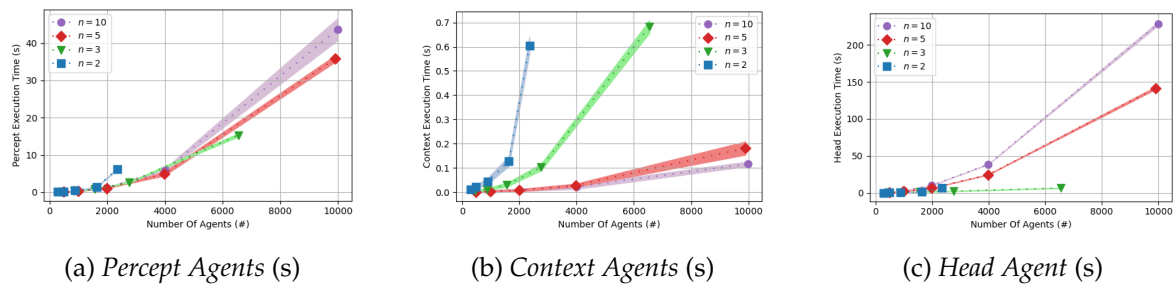 n = 10
n = 5
n = 3
n = 2
Percept Execution Time (s)
40
30
20
10
0
0 2000 4000 6000 8000 10000
Number Of Agents (#)
(a) Percept Agents (s)
n = 10
n = 5
n = 3
n = 2
Context Execution Time (s)
0.7
0.6
0.5
0.4
0.3
0.2
0.1
0.0
0 2000 4000 6000 8000 10000
Number Of Agents (#)
(b) Context Agents (s)
n = 10
n = 5
n = 3
n = 2
Head Execution Time (s)
200
150
100
50
0
0 2000 4000 6000 8000 10000
Number Of Agents (#)
(c) Head Agent (s)